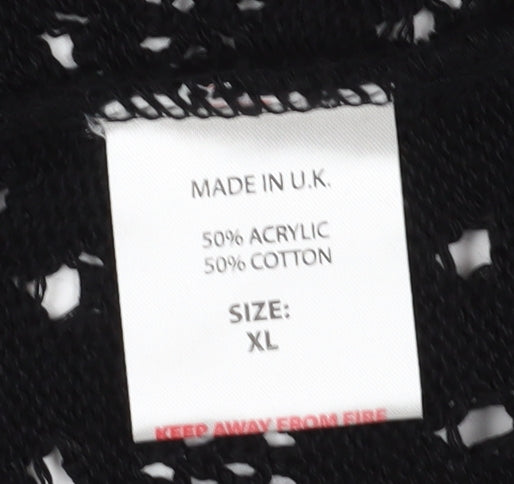 MADE IN U.K.
50% ACRYLIC
50% COTTON
SIZE:
XL
KEEP AWAY FROM FIRE